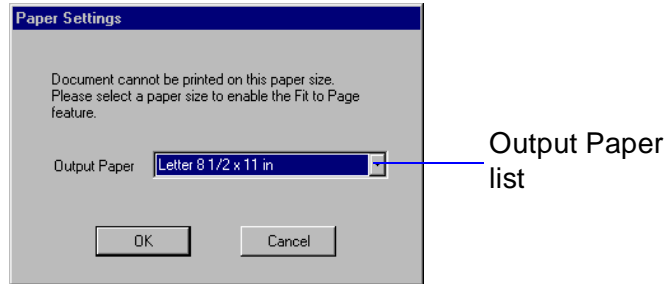 Paper Settings
Document cannot be printed on this paper size.
Please select a paper size to enable the Fit to Page
feature.
Output Paper
Letter 8 1/2 x 11 in
OK
Cancel
Output Paper
list